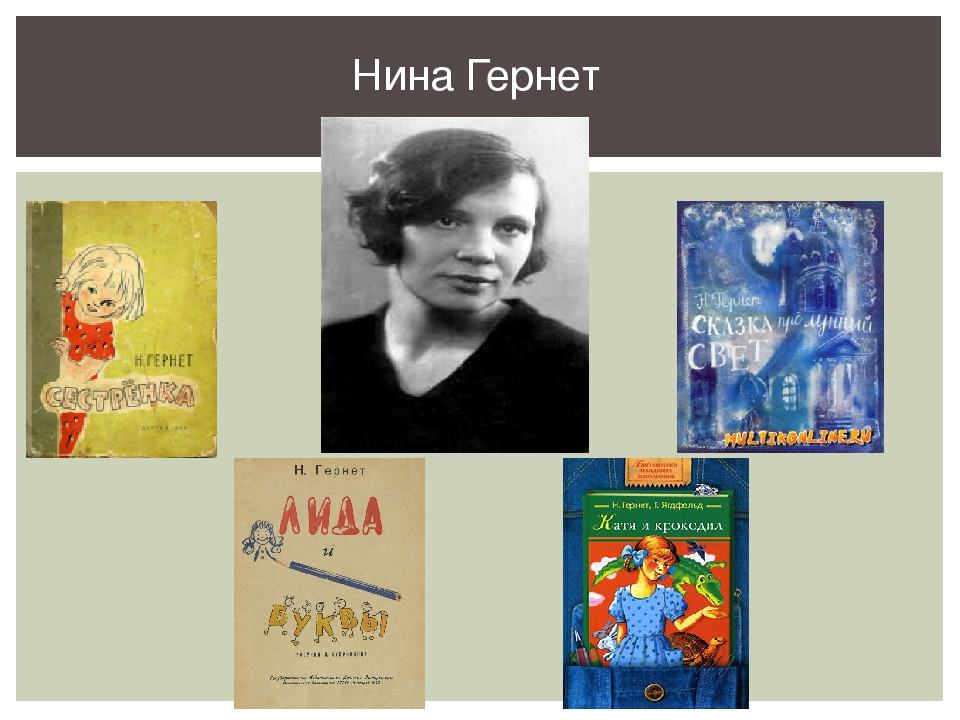 Нина Гернет
Н. ГЕРНЕТ
СЕСТРЁНКА
Н. Гернет
СКАЗКА про лунный
СВЕТ
MULTIKONLINE.RU
Н. Гернет
ЛИДА
и
БУКВЫ
Библиотека
младшего
школьника
Н. Гернет, Г. Ягдфельд
Катя и крокодил